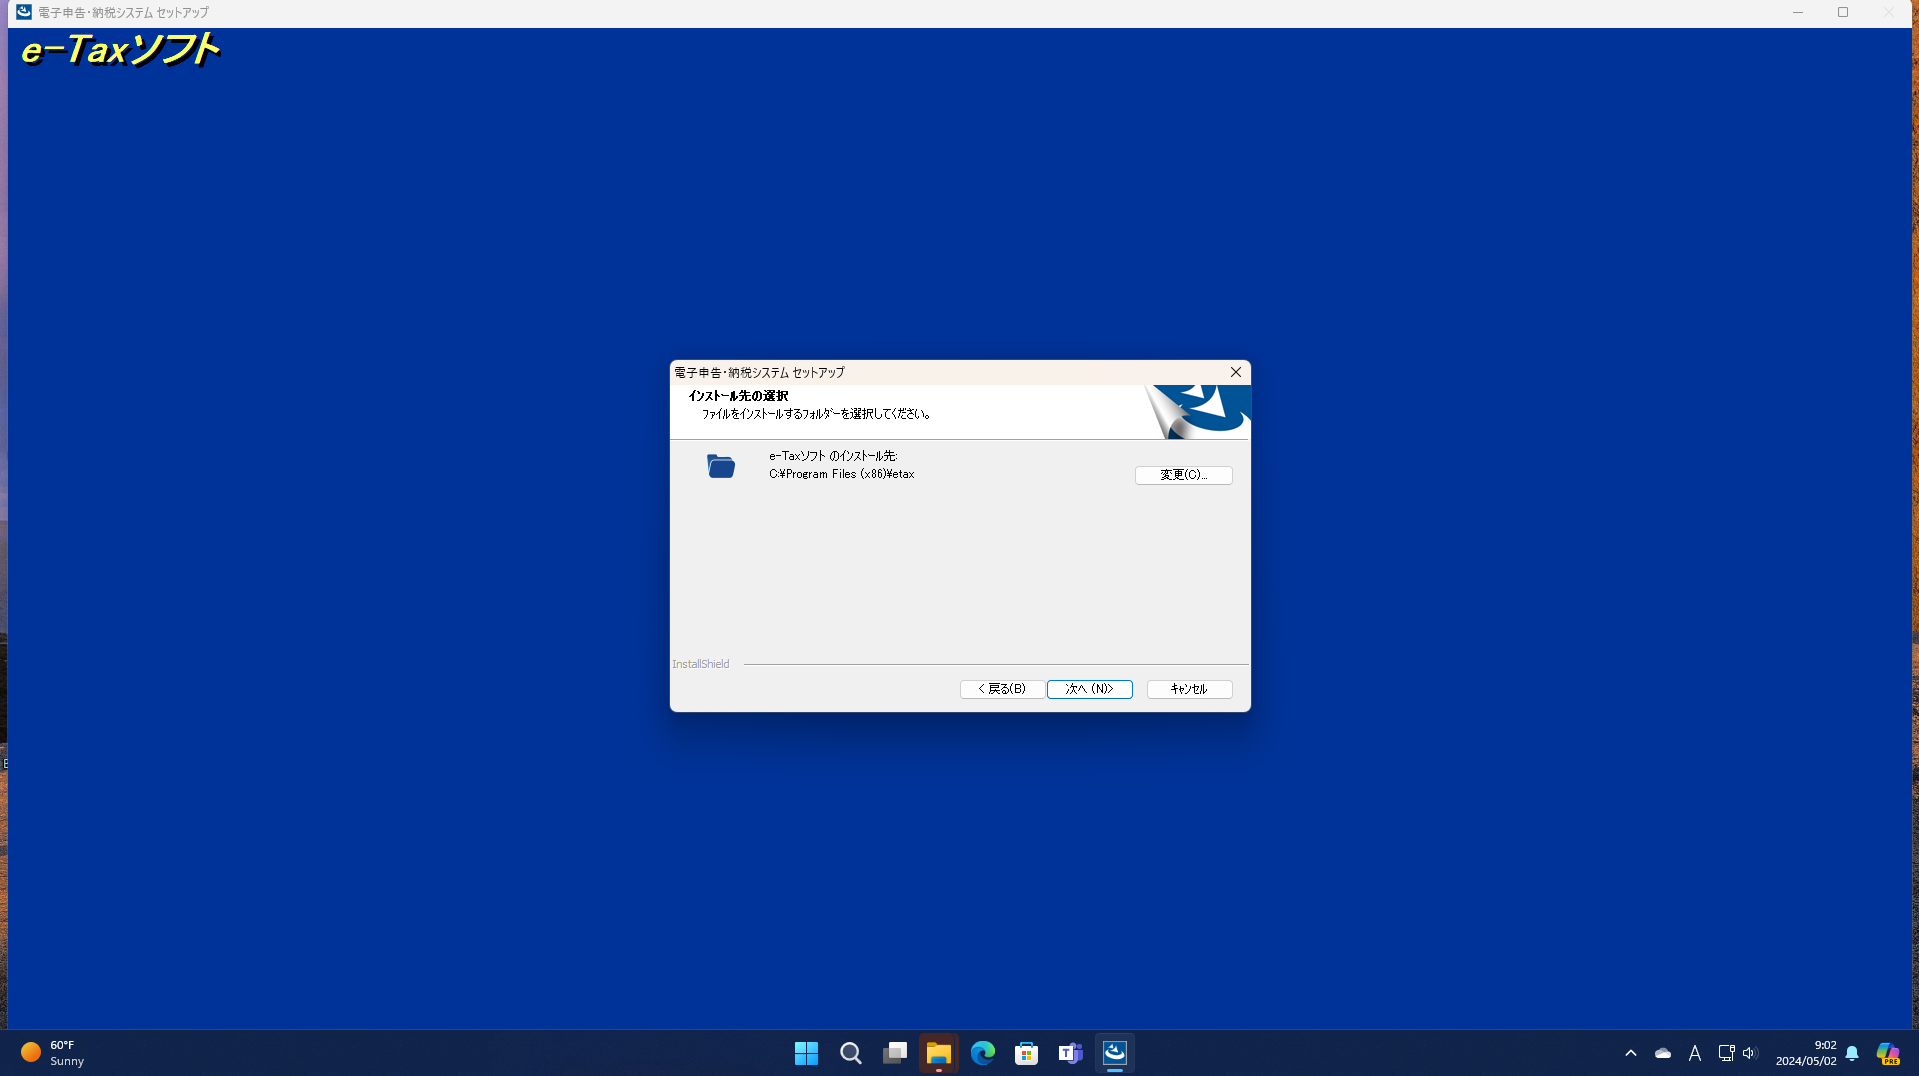 電子申告・納税システム セットアップ
e-Taxソフト
電子申告・納税システム セットアップ
インストール先の選択
ファイルをインストールするフォルダーを選択してください。
e-Taxソフト のインストール先:
C:¥Program Files (x86)¥etax
変更(C)...
InstallShield
< 戻る(B)
次へ (N)>
キャンセル
60°F
Sunny
A
9:02
2024/05/02
PRE